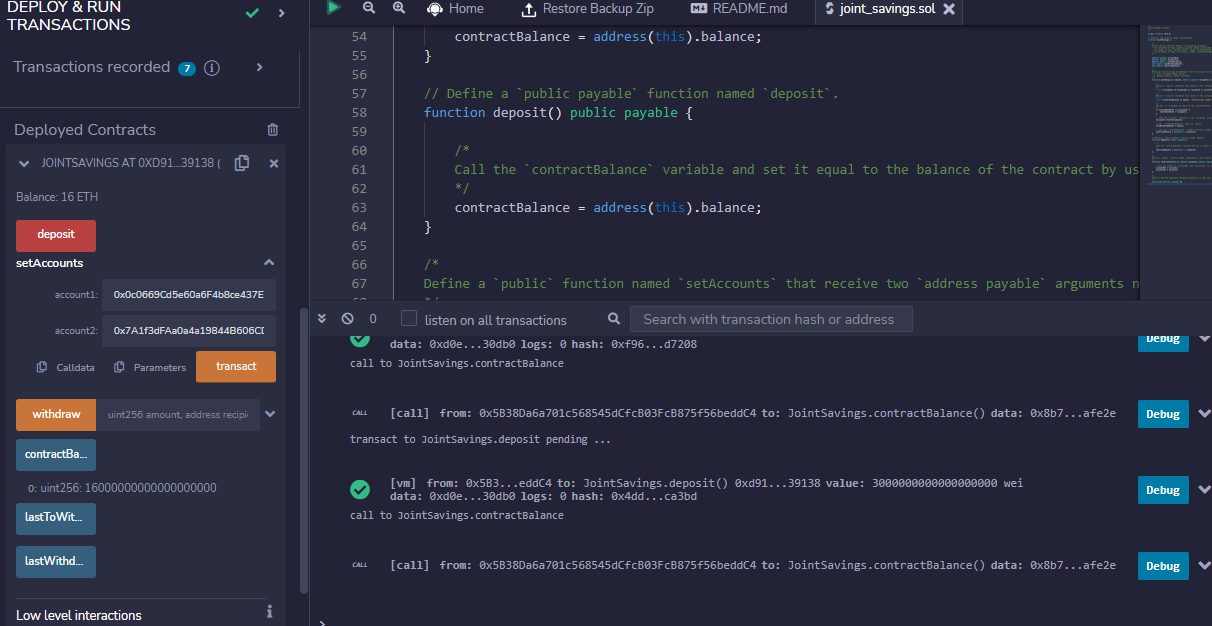 DEPLOY & RUN
TRANSACTIONS
Transactions recorded 7 i
Deployed Contracts
JOINTSAVINGS AT 0XD91...39138 (
Balance: 16 ETH
deposit
setAccounts
account1: 0x0c0669Cd5e60a6F4b8ce437E
account2: 0x7A1f3dFAa0a4a19844B606CD
Calldata Parameters transact
withdraw uint256 amount, address recipie
contractBa...
0: uint256: 16000000000000000000
lastToWit...
lastWithd...
Low level interactions i
Home Restore Backup Zip README.md joint_savings.sol
54 contractBalance = address(this).balance;
55 }
56
57 // Define a `public payable` function named `deposit`.
58 function deposit() public payable {
59
60 /*
61 Call the `contractBalance` variable and set it equal to the balance of the contract by us
62 */
63 contractBalance = address(this).balance;
64 }
65
66 /*
67 Define a `public` function named `setAccounts` that receive two `address payable` arguments n
0 listen on all transactions Search with transaction hash or address
data: 0xd0e...30db0 logs: 0 hash: 0xf96...d7208 Debug
call to JointSavings.contractBalance
CALL [call] from: 0x5B38Da6a701c568545dCfcB03FcB875f56beddC4 to: JointSavings.contractBalance() data: 0x8b7...afe2e Debug
transact to JointSavings.deposit pending ...
[vm] from: 0x5B3...eddC4 to: JointSavings.deposit() 0xd91...39138 value: 3000000000000000000 wei Debug
data: 0xd0e...30db0 logs: 0 hash: 0x4dd...ca3bd
call to JointSavings.contractBalance
CALL [call] from: 0x5B38Da6a701c568545dCfcB03FcB875f56beddC4 to: JointSavings.contractBalance() data: 0x8b7...afe2e Debug
>